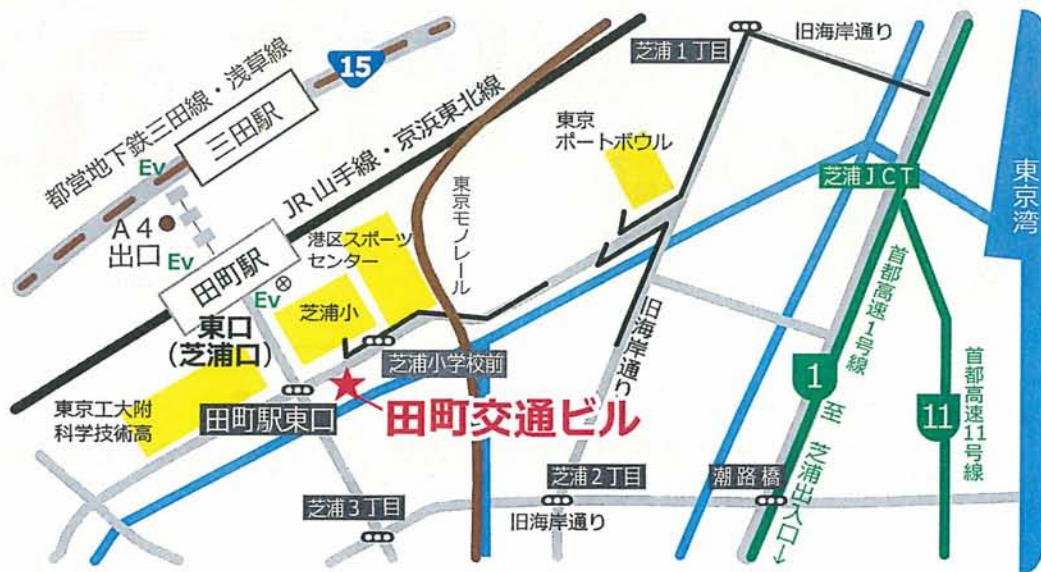 芝浦1丁目
旧海岸通り
15
都営地下鉄三田線・浅草線
三田駅
JR山手線・京浜東北線
東京
ポートボウル
Ev
A4
出口
Ev
田町駅
Ev
東口
(芝浦口)
港区スポーツ
センター
芝浦小
東京モノレール
芝浦JCT
東京湾
首都高速1号線
旧海岸通り
芝浦小学校前
東京工大附
科学技術高
田町駅東口
田町交通ビル
1
11
首都高速11号線
至 芝浦出入口→
芝浦3丁目
旧海岸通り
芝浦2丁目
潮路橋